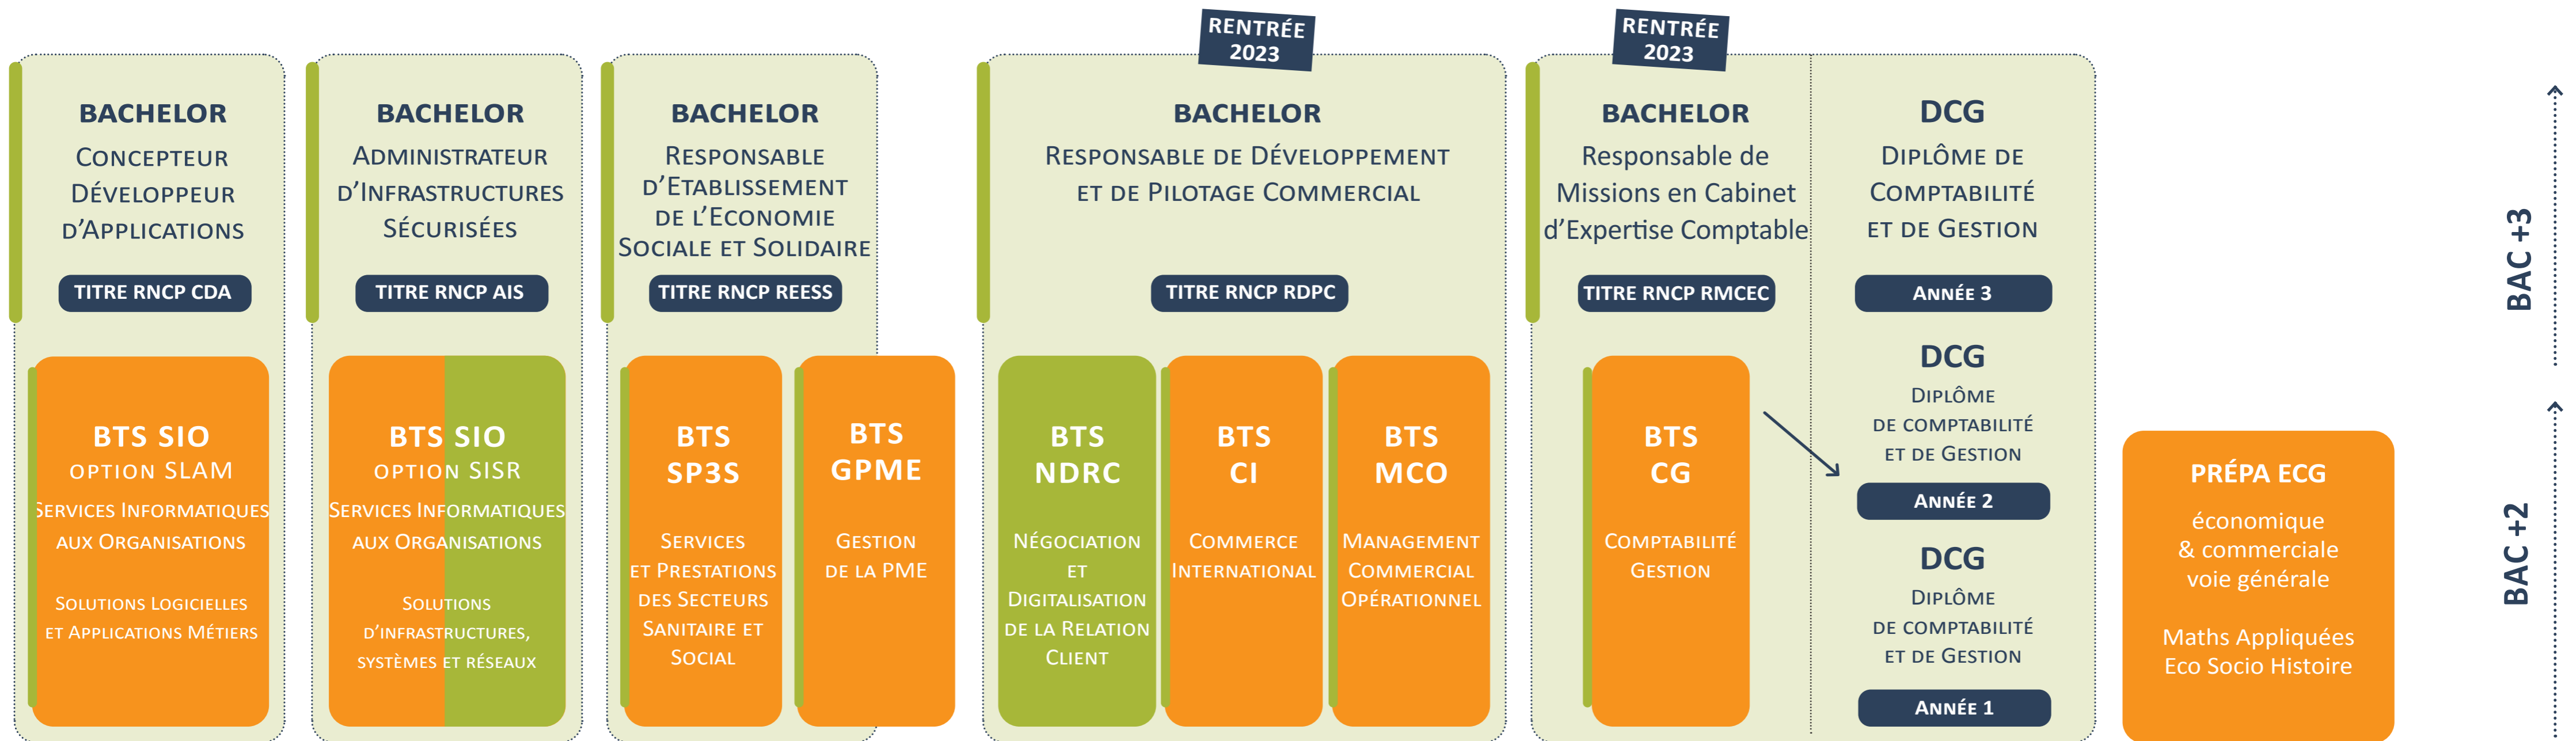 BACHELOR
CONCEPTEUR
DÉVELOPPEUR
D'APPLICATIONS
TITRE RNCP CDA
BTS SIO
OPTION SLAM
SERVICES INFORMATIQUES
AUX ORGANISATIONS
SOLUTIONS LOGICIELLES
ET APPLICATIONS MÉTIERS
BACHELOR
ADMINISTRATEUR
D'INFRASTRUCTURES
SÉCURISÉES
TITRE RNCP AIS
BTS SIO
OPTION SISR
SERVICES INFORMATIQUES
AUX ORGANISATIONS
SOLUTIONS
D'INFRASTRUCTURES,
SYSTÈMES ET RÉSEAUX
BACHELOR
RESPONSABLE
D'ETABLISSEMENT
DE L'ECONOMIE
SOCIALE ET SOLIDAIRE
TITRE RNCP REESS
BTS
SP3S
SERVICES
ET PRESTATIONS
DES SECTEURS
SANITAIRE ET
SOCIAL
BTS
GPME
GESTION
DE LA PME
RENTRÉE
2023
BACHELOR
RESPONSABLE DE DÉVELOPPEMENT
ET DE PILOTAGE COMMERCIAL
TITRE RNCP RDPC
BTS
NDRC
NÉGOCIATION
ET
DIGITALISATION
DE LA RELATION
CLIENT
BTS
CI
COMMERCE
INTERNATIONAL
BTS
MCO
MANAGEMENT
COMMERCIAL
OPÉRATIONNEL
RENTRÉE
2023
BACHELOR
Responsable de
Missions en Cabinet
d'Expertise Comptable
TITRE RNCP RMCEC
BTS
CG
COMPTABILITÉ
GESTION
DCG
DIPLÔME DE
COMPTABILITÉ
ET DE GESTION
ANNÉE 3
DCG
DIPLÔME
DE COMPTABILITÉ
ET DE GESTION
ANNÉE 2
DCG
DIPLÔME
DE COMPTABILITÉ
ET DE GESTION
ANNÉE 1
PRÉPA ECG
économique
& commerciale
voie générale
Maths Appliquées
Eco Socio Histoire
BAC +3
BAC +2